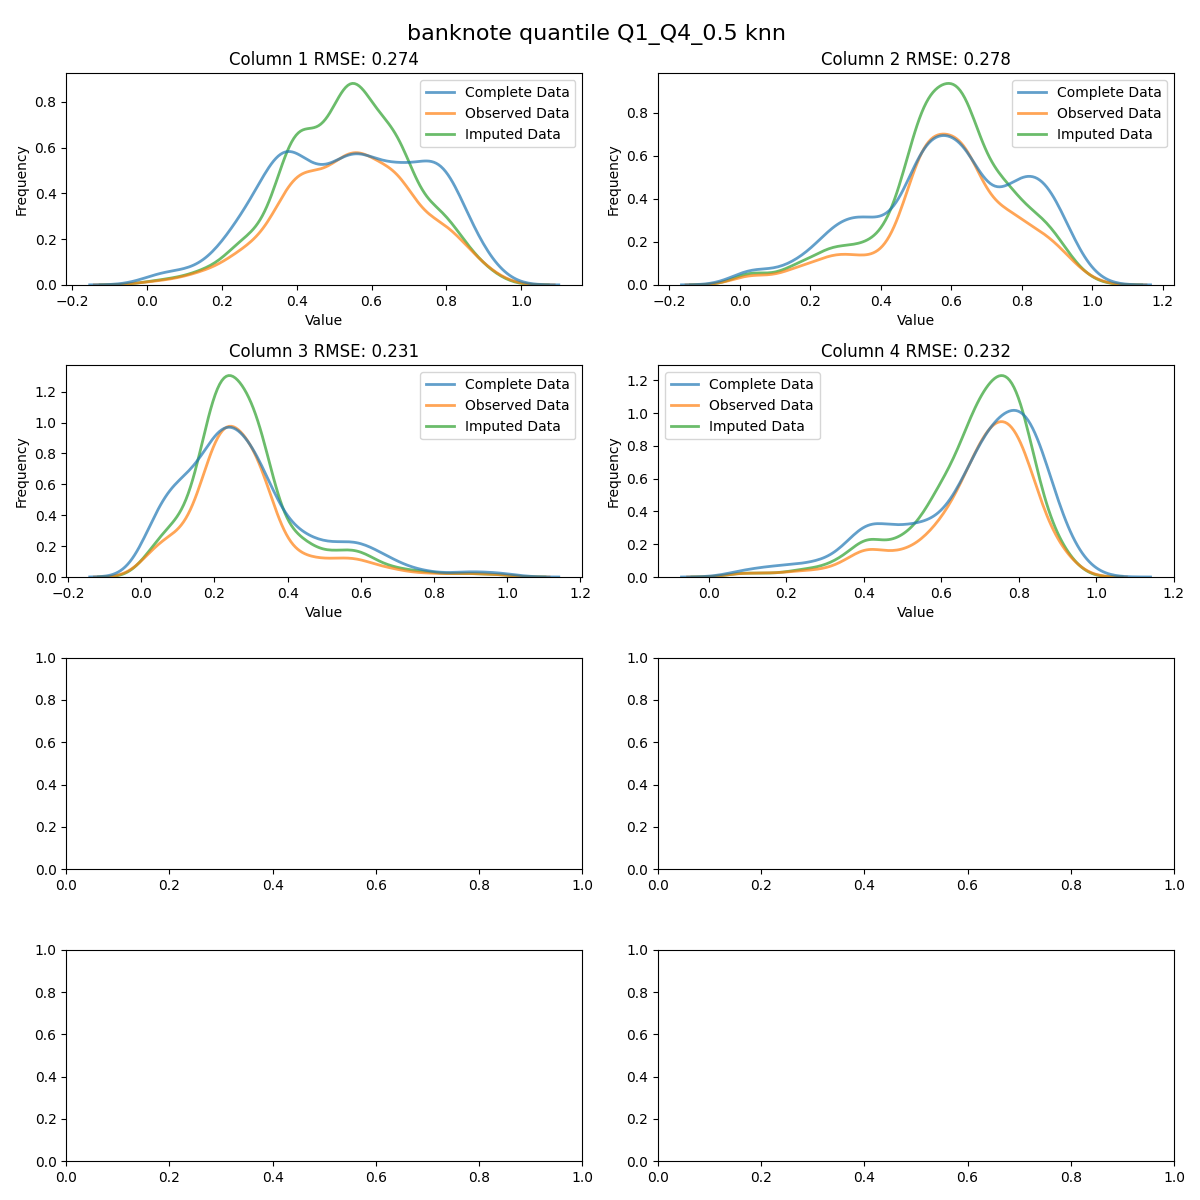 banknote quantile Q1_Q4_0.5 knn
Column 1 RMSE: 0.274
Frequency
0.8
0.6
0.4
0.2
0.0
Complete Data
Observed Data
Imputed Data
−0.2 0.0 0.2 0.4 0.6 0.8 1.0
Value
Column 2 RMSE: 0.278
Frequency
0.8
0.6
0.4
0.2
0.0
Complete Data
Observed Data
Imputed Data
−0.2 0.0 0.2 0.4 0.6 0.8 1.0 1.2
Value
Column 3 RMSE: 0.231
Frequency
1.2
1.0
0.8
0.6
0.4
0.2
0.0
Complete Data
Observed Data
Imputed Data
−0.2 0.0 0.2 0.4 0.6 0.8 1.0 1.2
Value
Column 4 RMSE: 0.232
Frequency
1.2
1.0
0.8
0.6
0.4
0.2
0.0
Complete Data
Observed Data
Imputed Data
0.0 0.2 0.4 0.6 0.8 1.0 1.2
Value
1.0
0.8
0.6
0.4
0.2
0.0
0.0 0.2 0.4 0.6 0.8 1.0
1.0
0.8
0.6
0.4
0.2
0.0
0.0 0.2 0.4 0.6 0.8 1.0
1.0
0.8
0.6
0.4
0.2
0.0
0.0 0.2 0.4 0.6 0.8 1.0
1.0
0.8
0.6
0.4
0.2
0.0
0.0 0.2 0.4 0.6 0.8 1.0